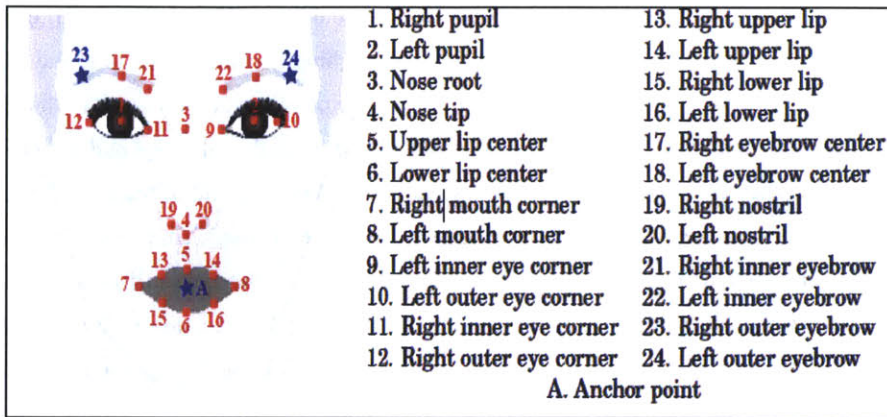 23 17 21 22 18 24
12 1 11 3 9 2 10
19 4 20
13 5 14
7 A 8
15 6 16
1. Right pupil
2. Left pupil
3. Nose root
4. Nose tip
5. Upper lip center
6. Lower lip center
7. Right mouth corner
8. Left mouth corner
9. Left inner eye corner
10. Left outer eye corner
11. Right inner eye corner
12. Right outer eye corner
13. Right upper lip
14. Left upper lip
15. Right lower lip
16. Left lower lip
17. Right eyebrow center
18. Left eyebrow center
19. Right nostril
20. Left nostril
21. Right inner eyebrow
22. Left inner eyebrow
23. Right outer eyebrow
24. Left outer eyebrow
A. Anchor point